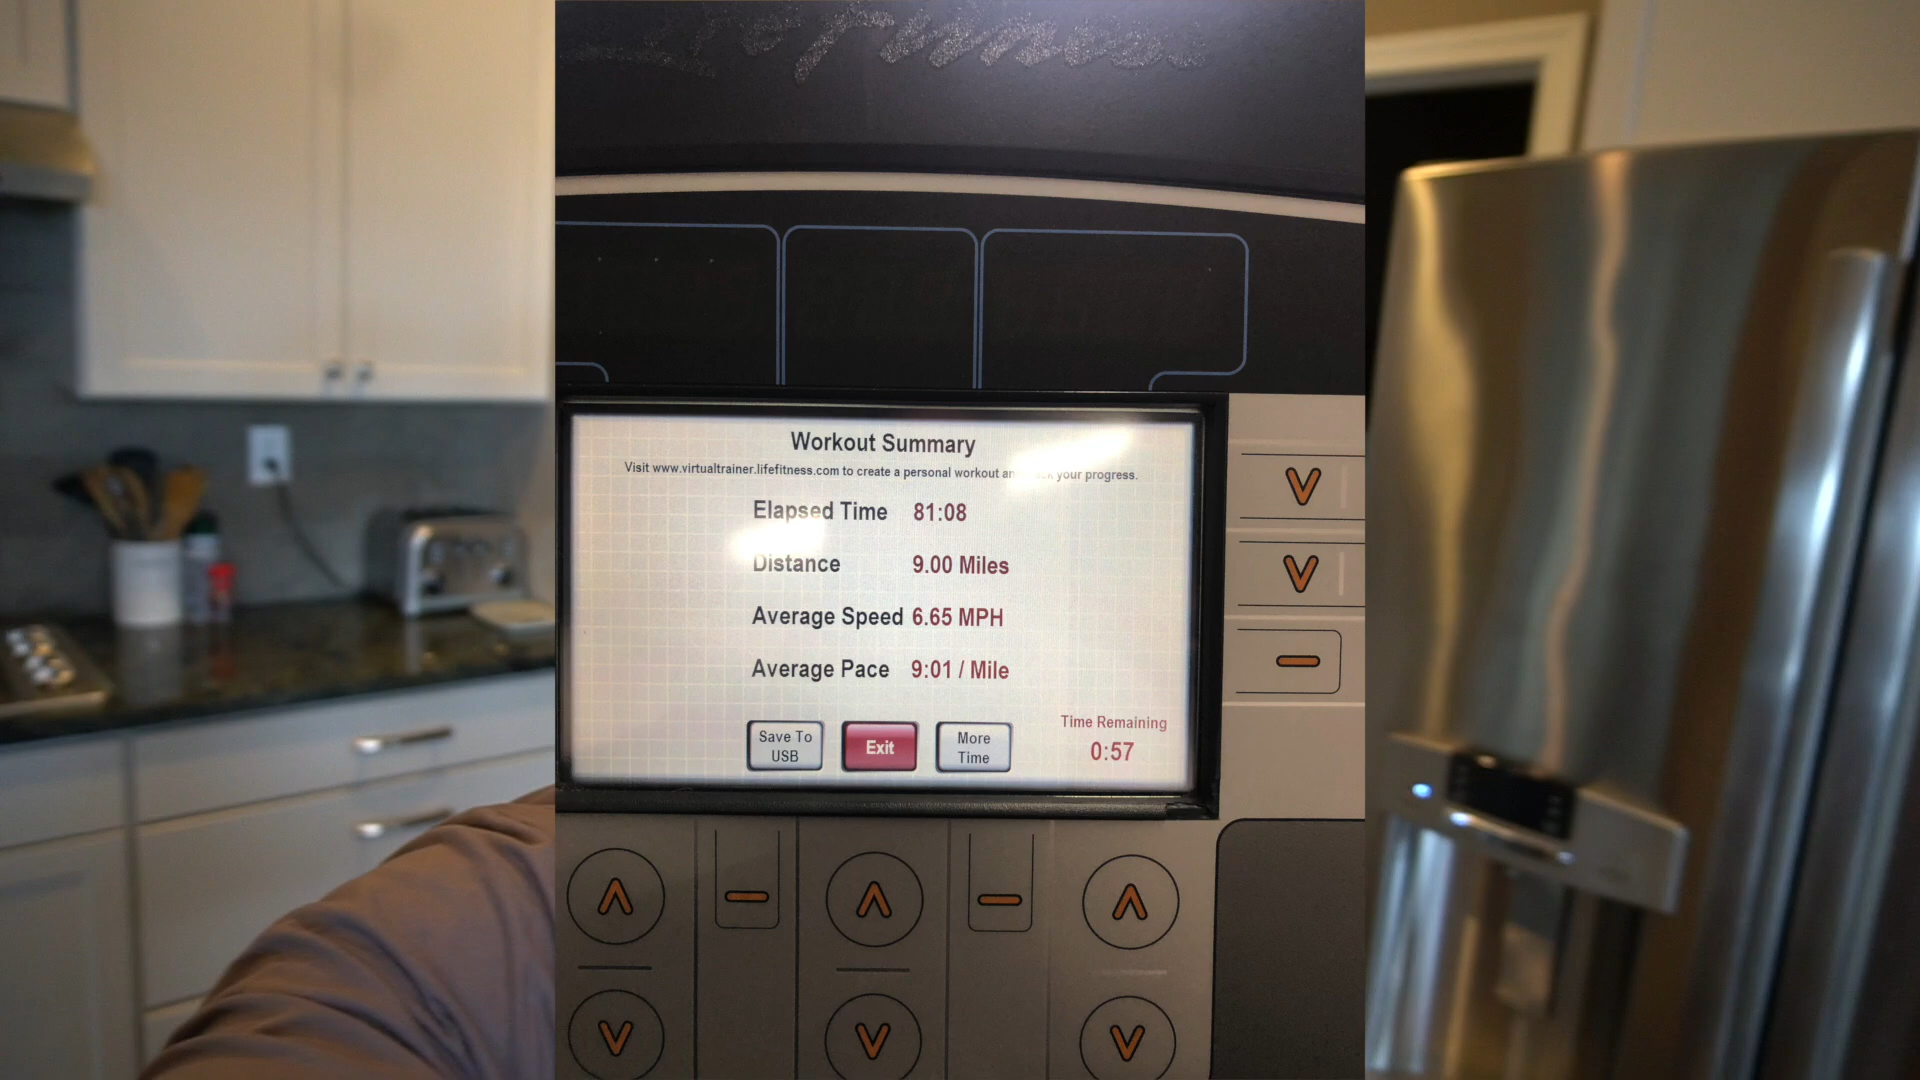 Workout Summary
Visit www.virtualtrainer.lifefitness.com to create a personal workout your progress.
Elapsed Time 81:08
Distance 9.00 Miles
Average Speed 6.65 MPH
Average Pace 9:01 / Mile
Time Remaining
0:57
Save To
USB
Exit
More
Time